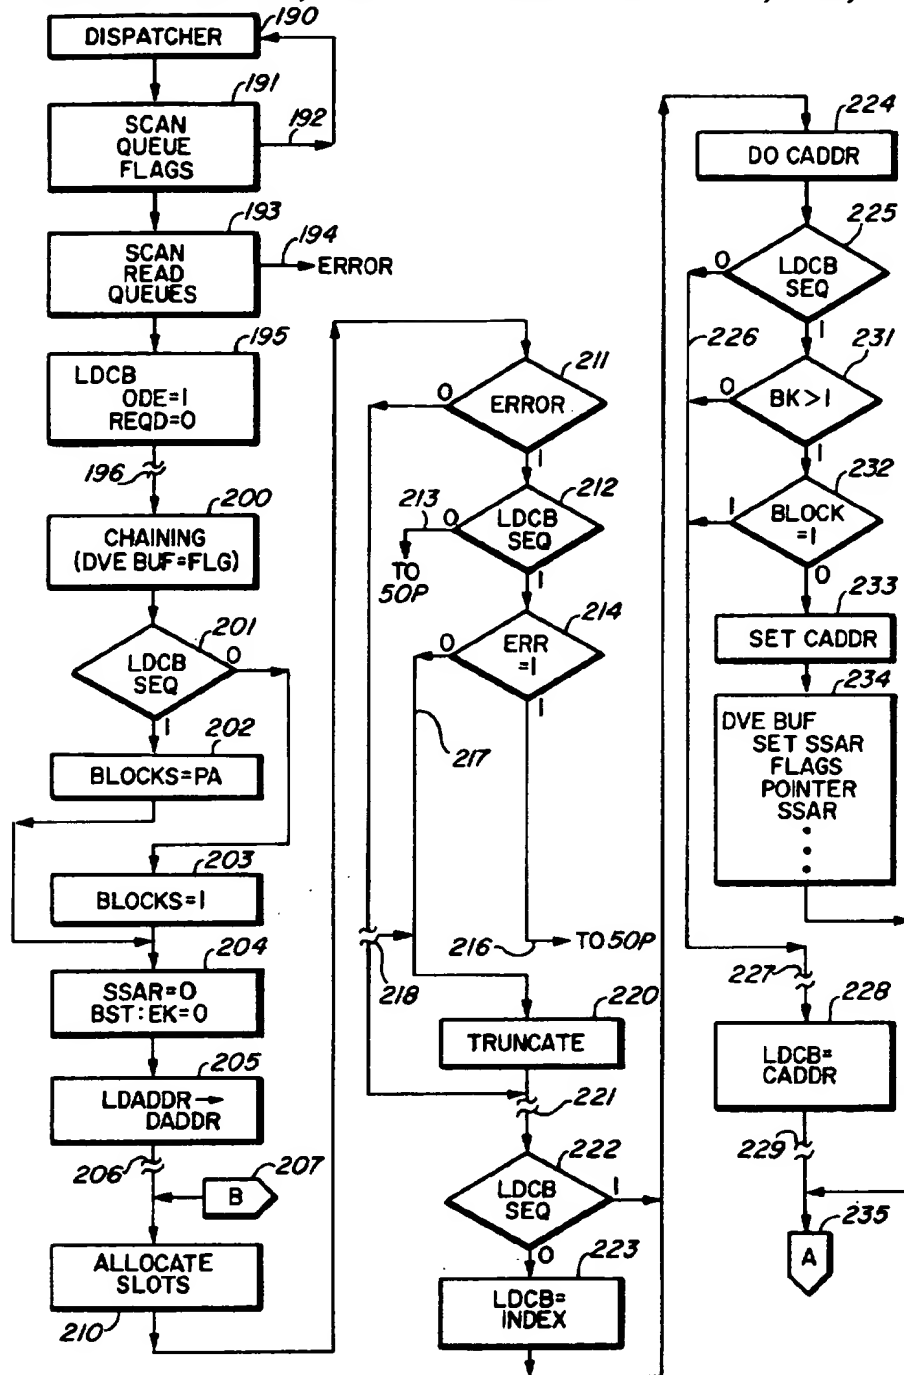 190
DISPATCHER
191
192
SCAN
QUEUE
FLAGS
193
194
SCAN
READ
QUEUES
ERROR
195
LDCB
ODE=1
REQD=0
196
200
CHAINING
(DVE BUF=FLG)
201
LDCB
SEQ
0
1
202
BLOCKS=PA
203
BLOCKS=1
204
SSAR=0
BST:EK=0
205
LDADDR→
DADDR
206
207
B
ALLOCATE
SLOTS
210
211
ERROR
0
1
212
213
LDCB
SEQ
0
1
TO
50P
214
ERR
=1
0
1
217
216
TO 50P
218
220
TRUNCATE
221
222
LDCB
SEQ
1
0
223
LDCB=
INDEX
224
DO CADDR
225
LDCB
SEQ
0
1
226
231
BK>1
0
1
232
BLOCK
=1
1
0
233
SET CADDR
234
DVE BUF
SET SSAR
FLAGS
POINTER
SSAR
227
228
LDCB=
CADDR
229
235
A